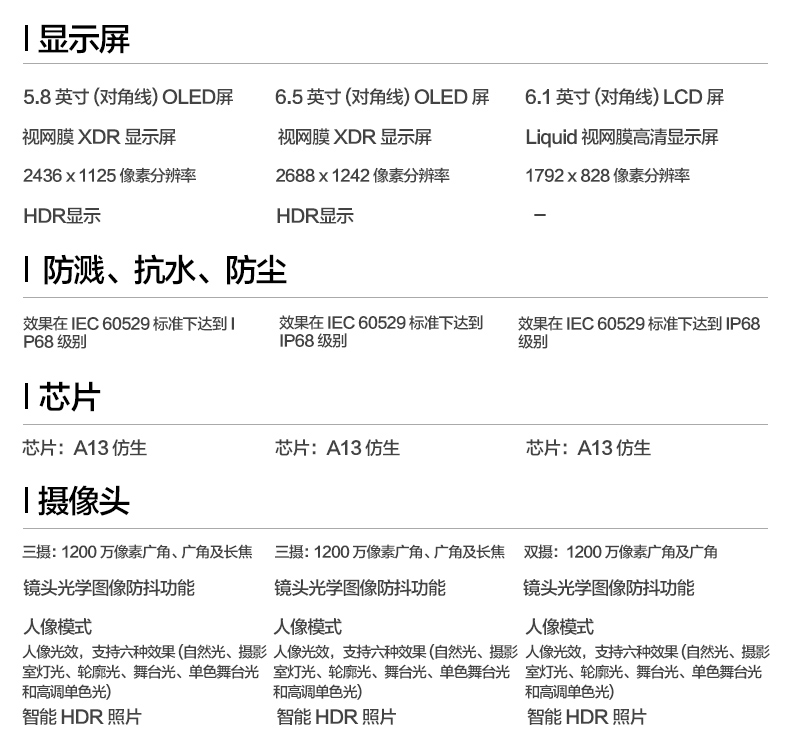 显示屏
5.8 英寸 (对角线) OLED屏 6.5 英寸 (对角线) OLED 屏 6.1 英寸 (对角线) LCD 屏
视网膜 XDR 显示屏 视网膜 XDR 显示屏 Liquid 视网膜高清显示屏
2436 x 1125 像素分辨率 2688 x 1242 像素分辨率 1792 x 828 像素分辨率
HDR显示 HDR显示 –
防溅、抗水、防尘
效果在 IEC 60529 标准下达到 I 效果在 IEC 60529 标准下达到 效果在 IEC 60529 标准下达到 IP68
P68 级别 IP68 级别 级别
芯片
芯片：A13 仿生 芯片：A13 仿生 芯片：A13 仿生
摄像头
三摄：1200 万像素广角、广角及长焦 三摄：1200 万像素广角、广角及长焦 双摄：1200 万像素广角及广角
镜头光学图像防抖功能 镜头光学图像防抖功能 镜头光学图像防抖功能
人像模式 人像模式 人像模式
人像光效，支持六种效果 (自然光、摄影 人像光效，支持六种效果 (自然光、摄影 人像光效，支持六种效果 (自然光、摄影
室灯光、轮廓光、舞台光、单色舞台光 室灯光、轮廓光、舞台光、单色舞台光 室灯光、轮廓光、舞台光、单色舞台光
和高调单色光) 和高调单色光) 和高调单色光)
智能 HDR 照片 智能 HDR 照片 智能 HDR 照片